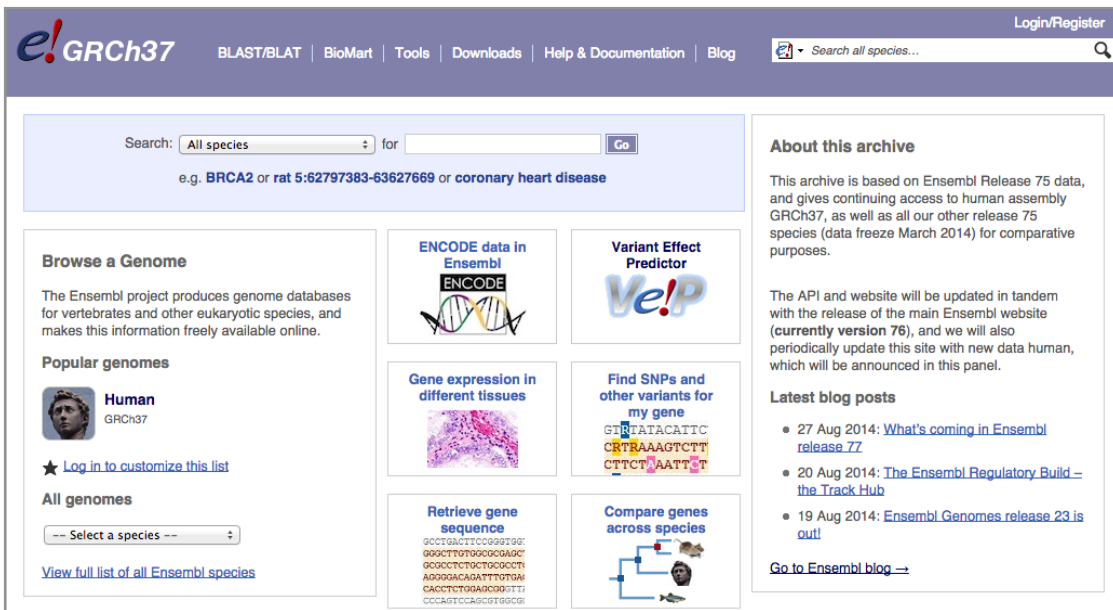 Login/Register
e! GRCh37
BLAST/BLAT | BioMart | Tools | Downloads | Help & Documentation | Blog
e! Search all species...
Search: All species for Go
e.g. BRCA2 or rat 5:62797383-63627669 or coronary heart disease
Browse a Genome
The Ensembl project produces genome databases
for vertebrates and other eukaryotic species, and
makes this information freely available online.
Popular genomes
Human
GRCh37
Log in to customize this list
All genomes
-- Select a species --
View full list of all Ensembl species
ENCODE data in
Ensembl
ENCODE
Variant Effect
Predictor
Ve!P
Gene expression in
different tissues
Find SNPs and
other variants for
my gene
GTRTATACATTC
CRTRAAAGTCTT
CTTCTAAATTCT
Retrieve gene
sequence
GCCTGACTTCCGGGTGG
GGGCTTGTGGCGCGAGC
GCGCCTCTGCTGCGCCT
AGGGGACAGATTTGTGA
CACCTCTGGAGCGGGTT
CCCAGTCCAGCGTGGCG
Compare genes
across species
About this archive
This archive is based on Ensembl Release 75 data,
and gives continuing access to human assembly
GRCh37, as well as all our other release 75
species (data freeze March 2014) for comparative
purposes.
The API and website will be updated in tandem
with the release of the main Ensembl website
(currently version 76), and we will also
periodically update this site with new data human,
which will be announced in this panel.
Latest blog posts
27 Aug 2014: What's coming in Ensembl
release 77
20 Aug 2014: The Ensembl Regulatory Build –
the Track Hub
19 Aug 2014: Ensembl Genomes release 23 is
out!
Go to Ensembl blog →